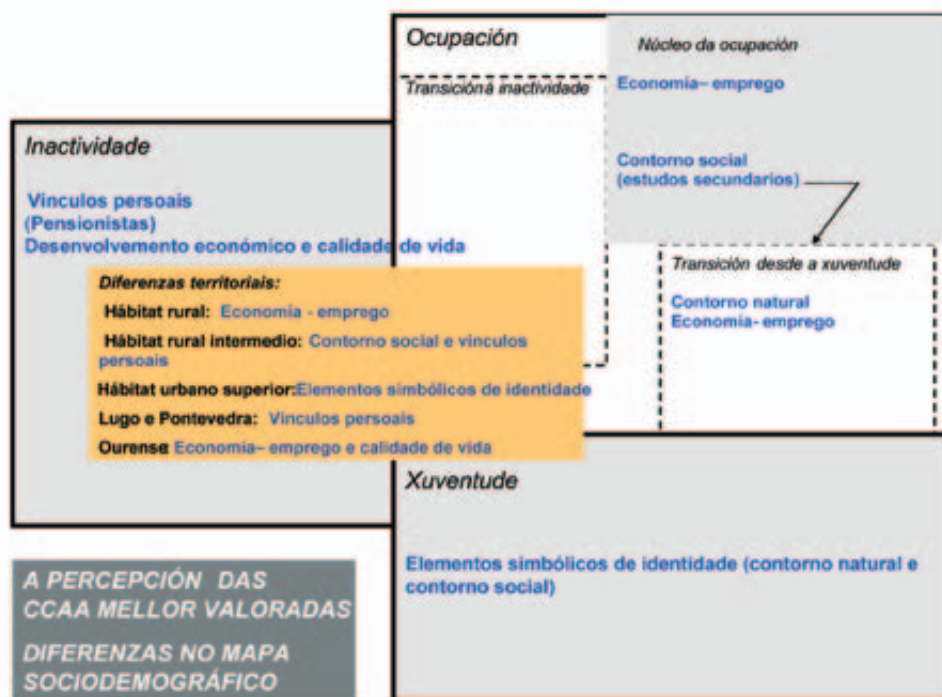 Ocupación
Núcleo da ocupación
Transición á inactividade
Economía– emprego
Contorno social
(estudos secundarios)
Transición desde a xuventude
Contorno natural
Economía- emprego
Inactividade
Vínculos persoais
(Pensionistas)
Desenvolvemento económico e calidade de vida
Diferenzas territoriais:
Hábitat rural: Economía - emprego
Hábitat rural intermedio: Contorno social e vínculos
persoais
Hábitat urbano superior:Elementos simbólicos de identidade
Lugo e Pontevedra: Vínculos persoais
Ourense: Economía– emprego e calidade de vida
Xuventude
Elementos simbólicos de identidade (contorno natural e
contorno social)
A PERCEPCIÓN DAS
CCAA MELLOR VALORADAS
DIFERENZAS NO MAPA
SOCIODEMOGRÁFICO